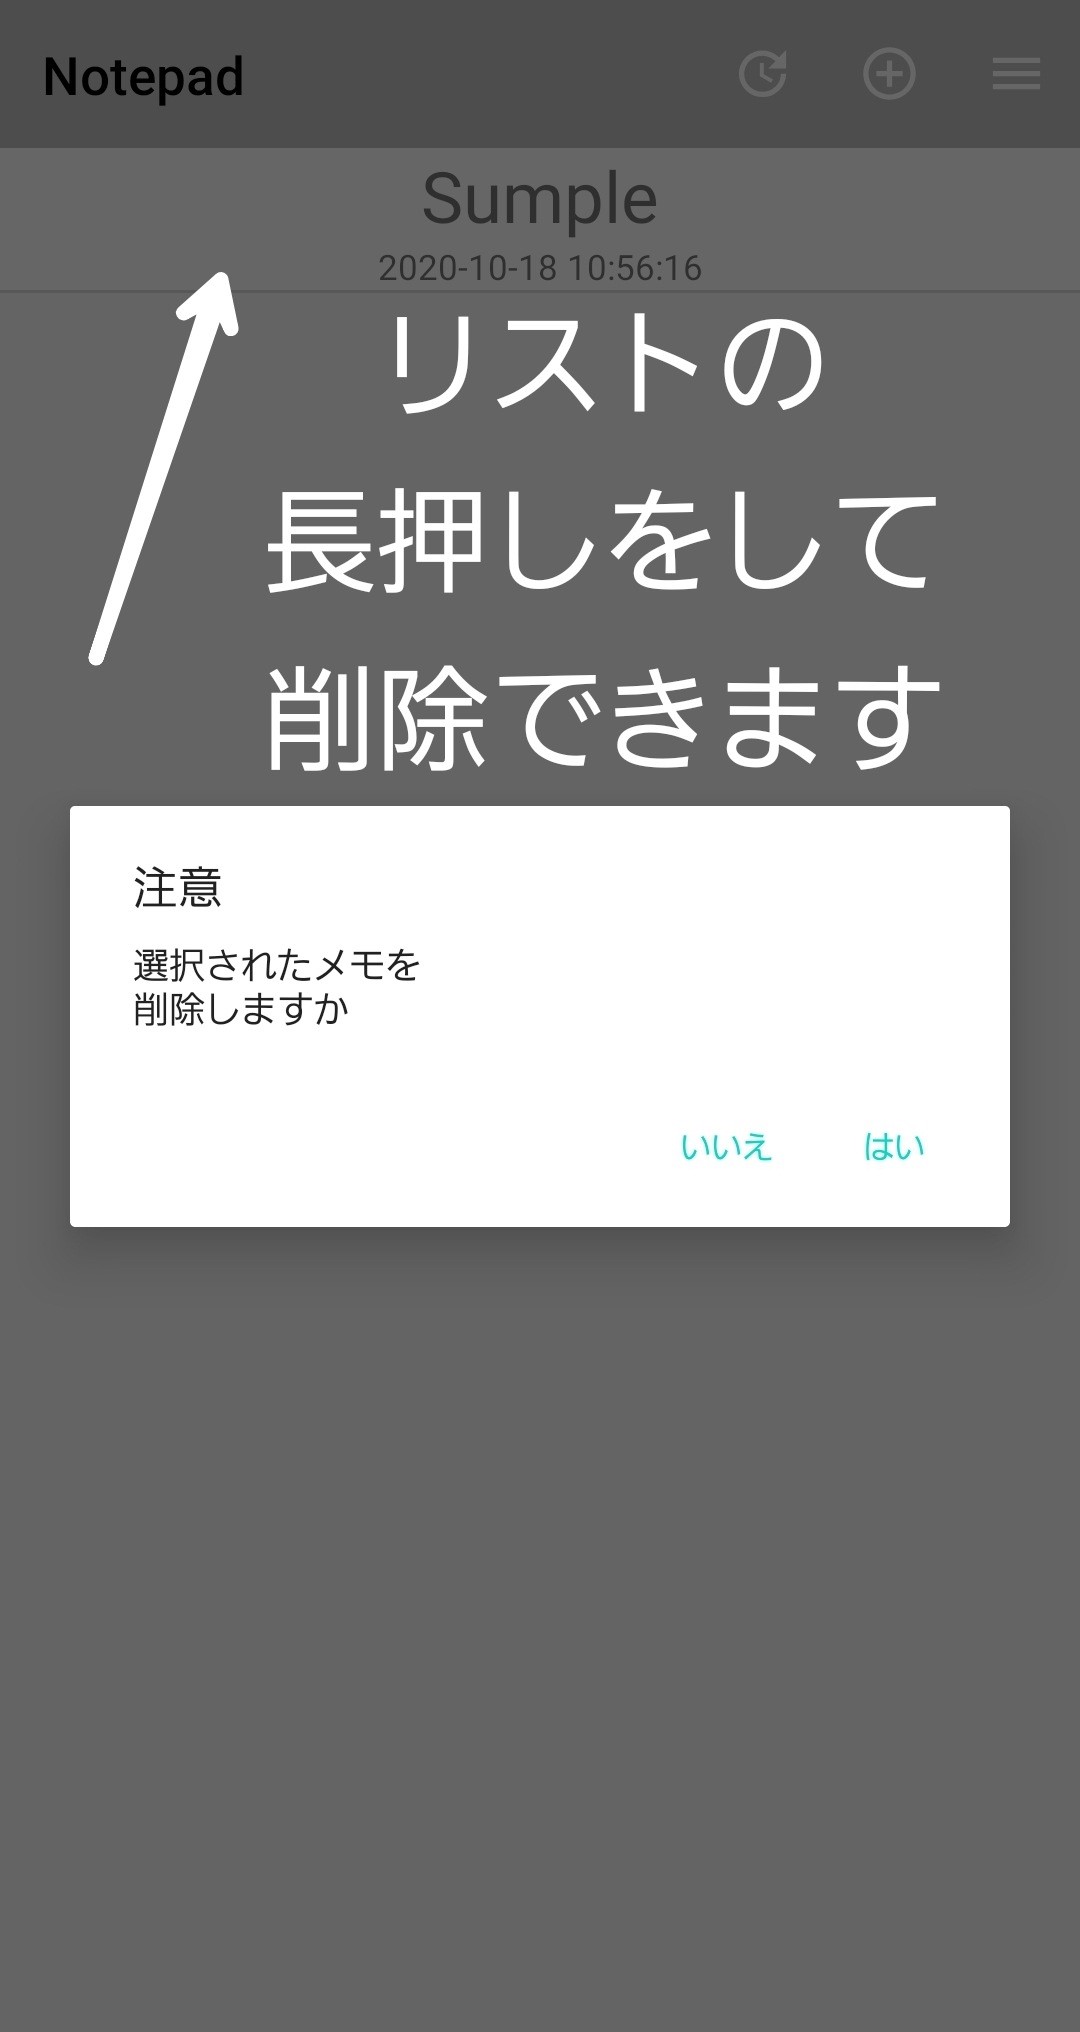 Notepad
Sumple
2020-10-18 10:56:16
リストの
長押しをして
削除できます
注意
選択されたメモを
削除しますか
いいえ はい